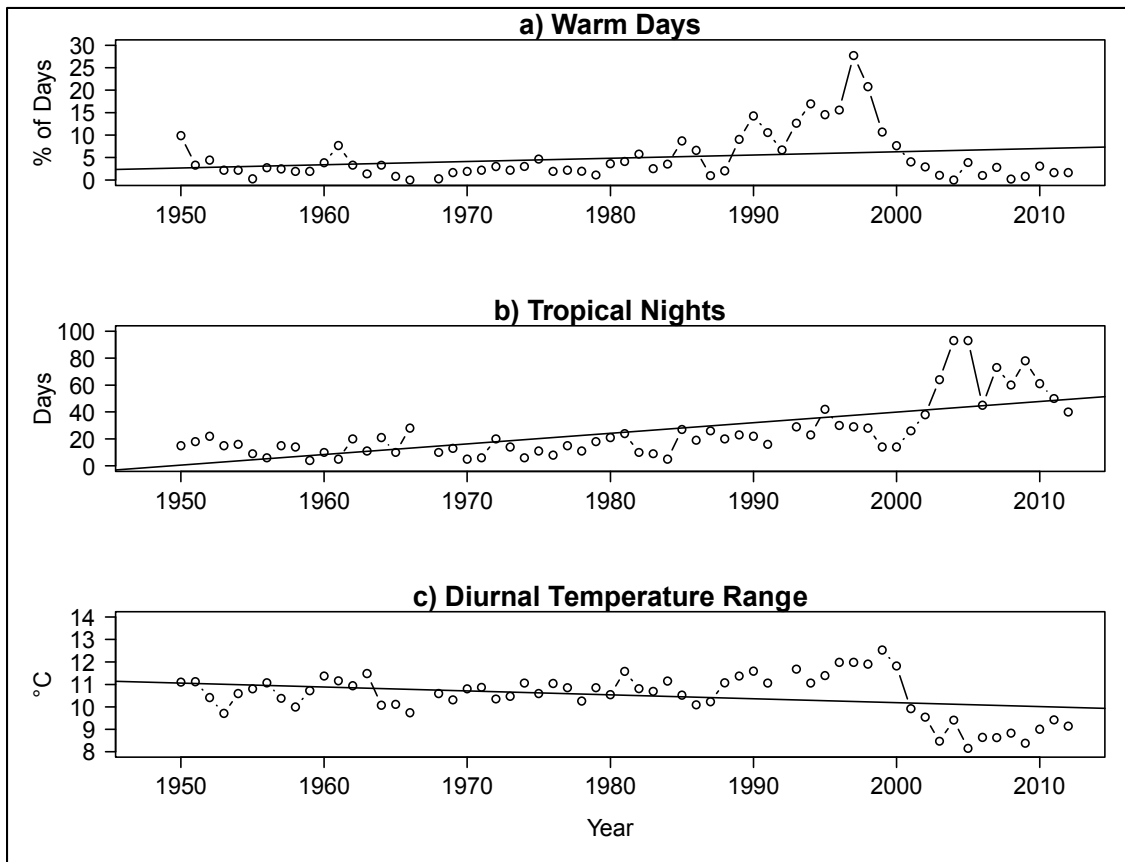 a) Warm Days
% of Days
30
25
20
15
10
5
0
1950 1960 1970 1980 1990 2000 2010
b) Tropical Nights
Days
100
80
60
40
20
0
1950 1960 1970 1980 1990 2000 2010
c) Diurnal Temperature Range
°C
14
13
12
11
10
9
8
1950 1960 1970 1980 1990 2000 2010
Year